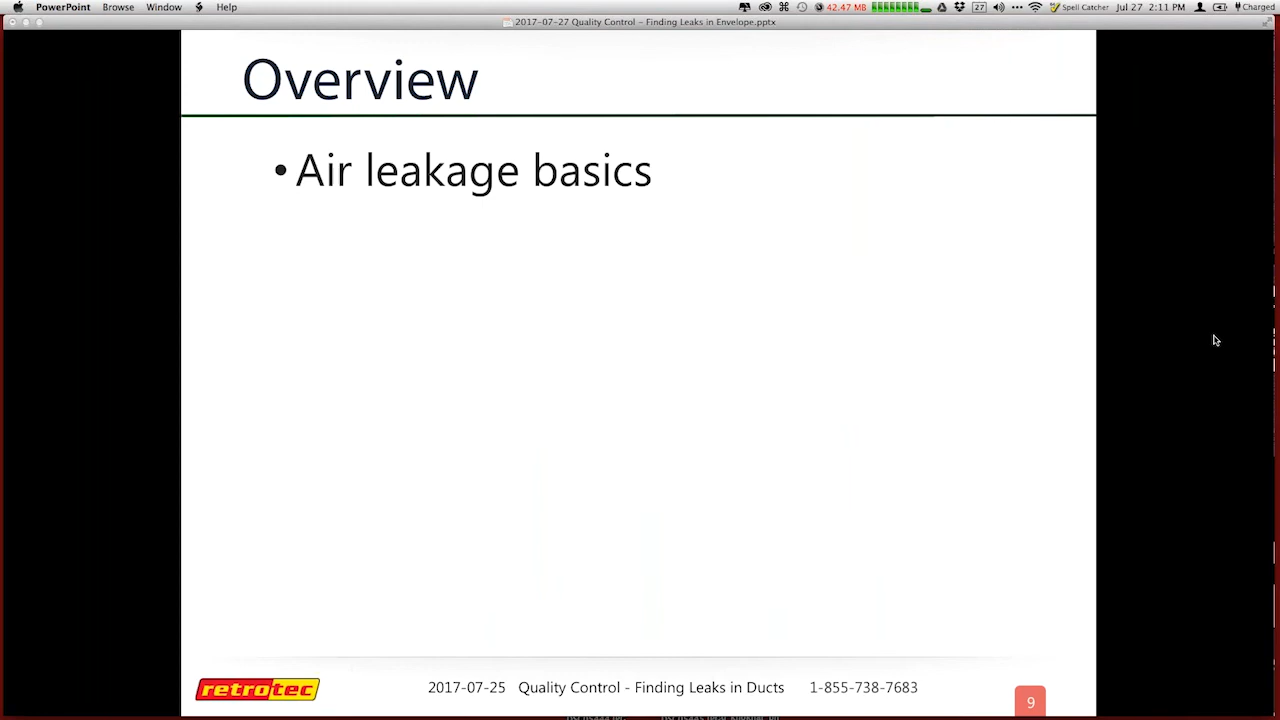 PowerPoint Browse Window Help 42.47 MB 27 Spell Catcher Jul 27 2:11 PM Charged
2017-07-27 Quality Control - Finding Leaks in Envelope.pptx
Overview
• Air leakage basics
retrotec 2017-07-25 Quality Control - Finding Leaks in Ducts 1-855-738-7683
9